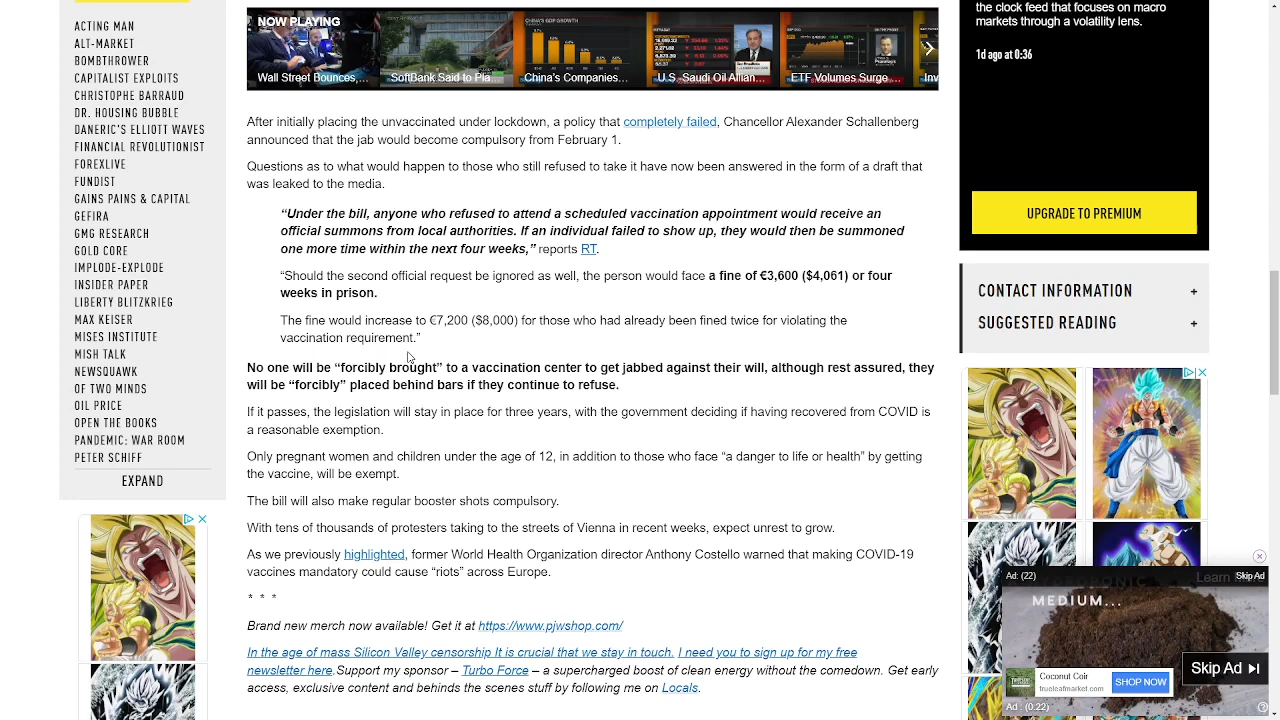 ACTING MAN
ALT-MARKET
BOMBTHROWER
CAPITALIST EXPLOITS
CHRISTOPHE BARRAUD
DR. HOUSING BUBBLE
DANERIC'S ELLIOTT WAVES
FINANCIAL REVOLUTIONIST
FOREXLIVE
FUNDIST
GAINS PAINS & CAPITAL
GEFIRA
GMG RESEARCH
GOLD CORE
IMPLODE-EXPLODE
INSIDER PAPER
LIBERTY BLITZKRIEG
MAX KEISER
MISES INSTITUTE
MISH TALK
NEWSQUAWK
OF TWO MINDS
OIL PRICE
OPEN THE BOOKS
PANDEMIC: WAR ROOM
PETER SCHIFF
EXPAND
NOW PLAYING
CHINA'S GDP GROWTH
Wall Street Bounces,...
SoftBank Said to Pla...
China's Companies...
U.S. Saudi Oil Allian...
ETF Volumes Surge...
Inv
After initially placing the unvaccinated under lockdown, a policy that completely failed, Chancellor Alexander Schallenberg
announced that the jab would become compulsory from February 1.
Questions as to what would happen to those who still refused to take it have now been answered in the form of a draft that
was leaked to the media.
“Under the bill, anyone who refused to attend a scheduled vaccination appointment would receive an
official summons from local authorities. If an individual failed to show up, they would then be summoned
one more time within the next four weeks,” reports RT.
“Should the second official request be ignored as well, the person would face a fine of €3,600 ($4,061) or four
weeks in prison.
The fine would increase to €7,200 ($8,000) for those who had already been fined twice for violating the
vaccination requirement.”
No one will be “forcibly brought” to a vaccination center to get jabbed against their will, although rest assured, they
will be “forcibly” placed behind bars if they continue to refuse.
If it passes, the legislation will stay in place for three years, with the government deciding if having recovered from COVID is
a reasonable exemption.
Only pregnant women and children under the age of 12, in addition to those who face “a danger to life or health” by getting
the vaccine, will be exempt.
The bill will also make regular booster shots compulsory.
With tens of thousands of protesters taking to the streets of Vienna in recent weeks, expect unrest to grow.
As we previously highlighted, former World Health Organization director Anthony Costello warned that making COVID-19
vaccines mandatory could cause “riots” across Europe.
* * *
Brand new merch now available! Get it at https://www.pjwshop.com/
In the age of mass Silicon Valley censorship It is crucial that we stay in touch. I need you to sign up for my free
newsletter here.Support my sponsor – Turbo Force – a supercharged boost of clean energy without the comedown. Get early
access, exclusive content and behinds the scenes stuff by following me on Locals.
the clock feed that focuses on macro
markets through a volatility lens.
1d ago at 0:36
UPGRADE TO PREMIUM
CONTACT INFORMATION +
SUGGESTED READING +
Ad: (22)
Skip Ad
MEDIUM...
Skip Ad
Coconut Coir
trueleafmarket.com
SHOP NOW
Ad : (0:22)